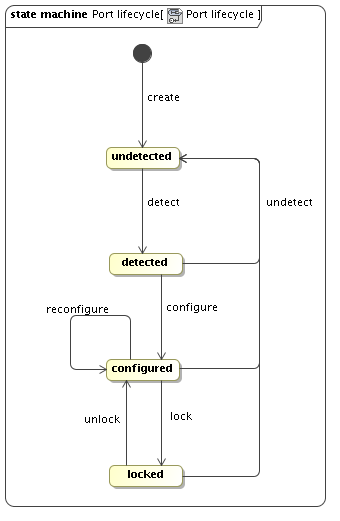 state machine Port lifecycle[ Port lifecycle ]
create
undetected
detect
undetect
detected
configure
reconfigure
configured
lock
unlock
locked